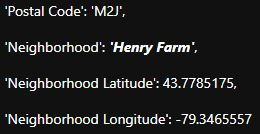 'Postal Code': 'M2J',
'Neighborhood': 'Henry Farm',
'Neighborhood Latitude': 43.7785175,
'Neighborhood Longitude': -79.3465557